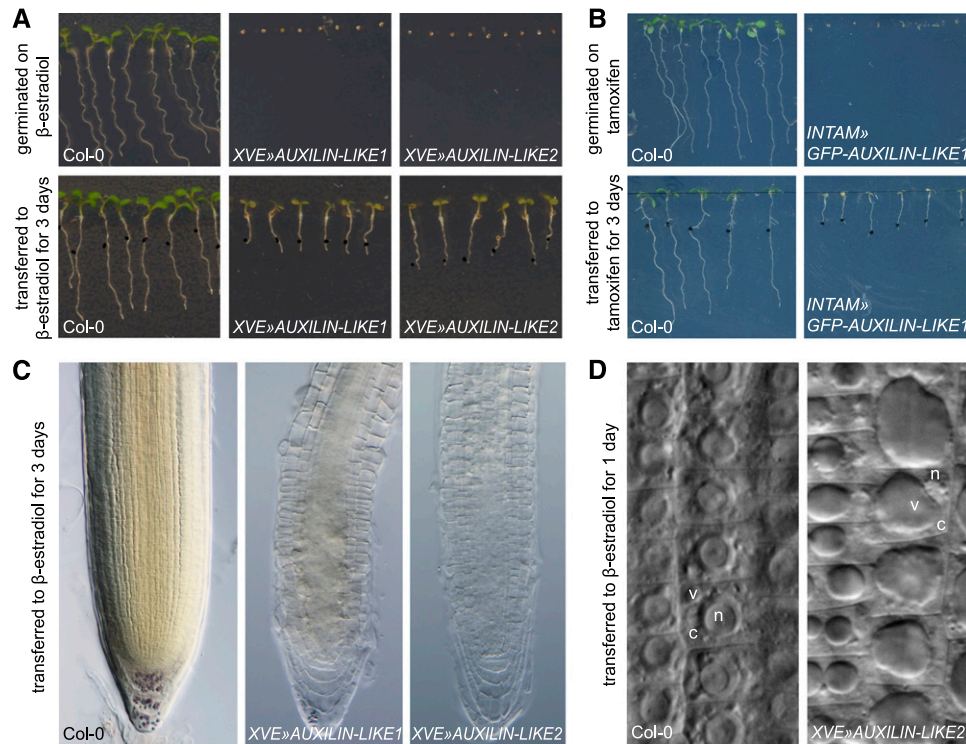 A
germinated on
β-estradiol
Col-0
XVE»AUXILIN-LIKE1
XVE»AUXILIN-LIKE2
transferred to
β-estradiol for 3 days
Col-0
XVE»AUXILIN-LIKE1
XVE»AUXILIN-LIKE2
B
germinated on
tamoxifen
Col-0
INTAM»
GFP-AUXILIN-LIKE1
transferred to
tamoxifen for 3 days
Col-0
INTAM»
GFP-AUXILIN-LIKE1
C
transferred to β-estradiol for 3 days
Col-0
XVE»AUXILIN-LIKE1
XVE»AUXILIN-LIKE2
D
transferred to β-estradiol for 1 day
v
n
c
Col-0
n
v
c
XVE»AUXILIN-LIKE2